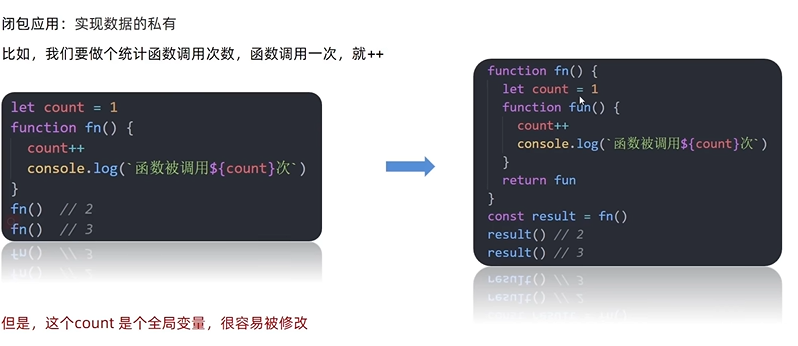 闭包应用：实现数据的私有
比如，我们要做个统计函数调用次数，函数调用一次，就++
let count = 1
function fn() {
  count++
  console.log(`函数被调用${count}次`)
}
fn()  // 2
fn()  // 3
但是，这个count 是个全局变量，很容易被修改
function fn() {
  let count = 1
  function fun() {
    count++
    console.log(`函数被调用${count}次`)
  }
  return fun
}
const result = fn()
result() // 2
result() // 3